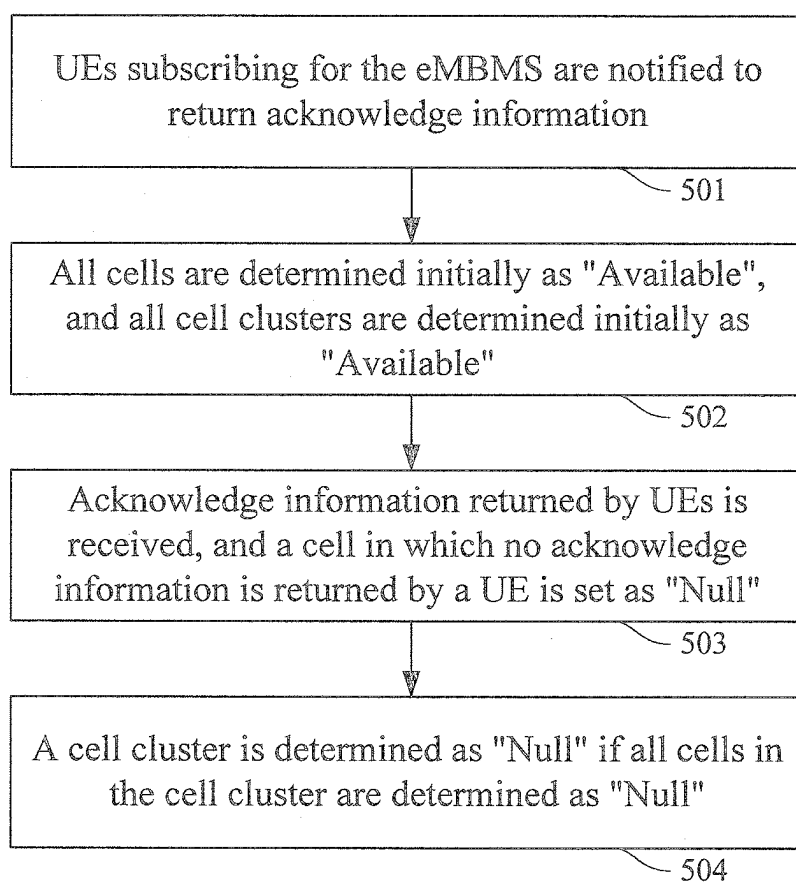 UEs subscribing for the eMBMS are notified to
return acknowledge information
501
All cells are determined initially as "Available",
and all cell clusters are determined initially as
"Available"
502
Acknowledge information returned by UEs is
received, and a cell in which no acknowledge
information is returned by a UE is set as "Null"
503
A cell cluster is determined as "Null" if all cells in
the cell cluster are determined as "Null"
504